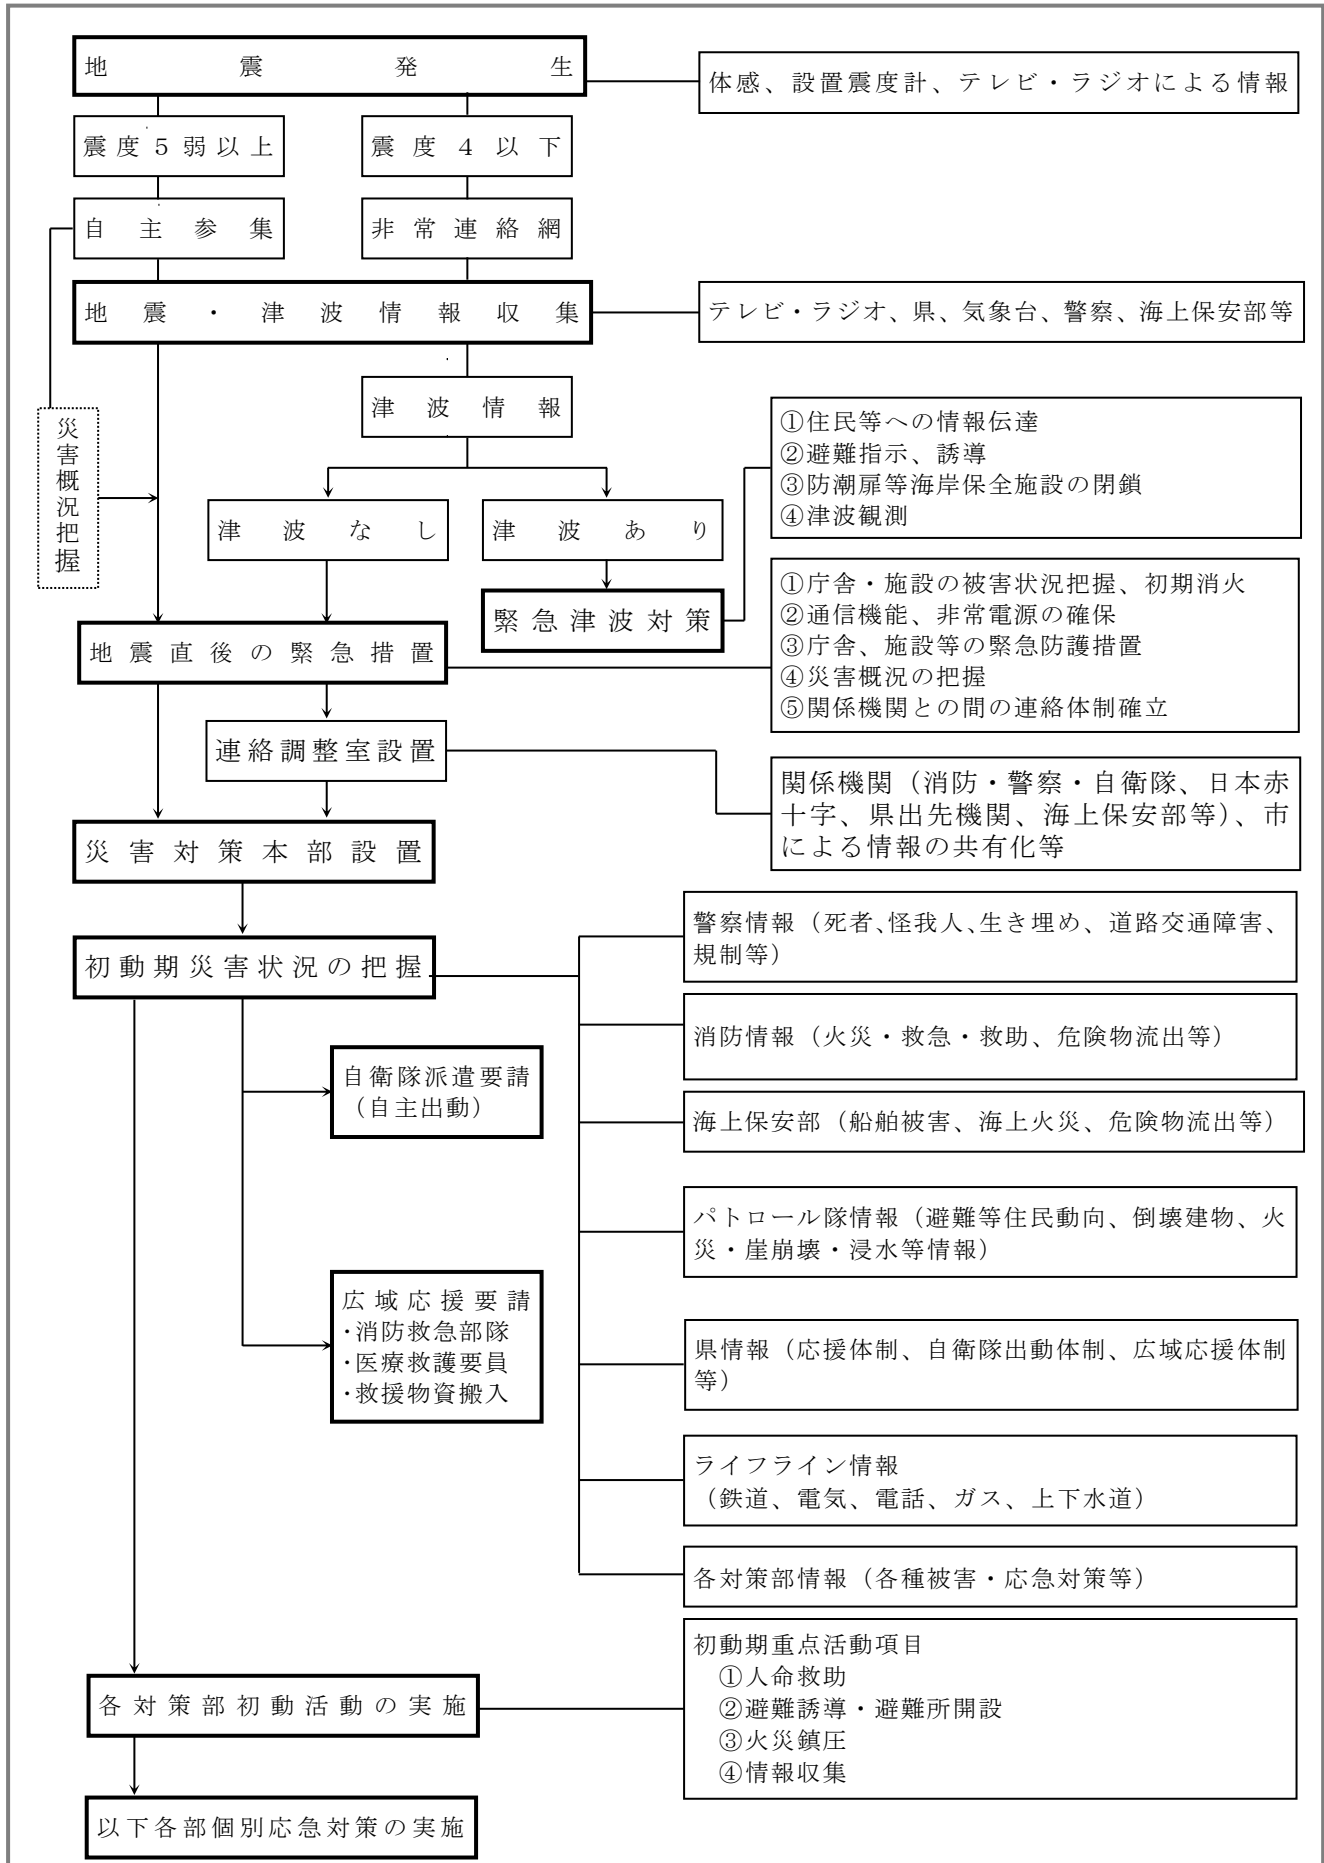 地震発生
体感、設置震度計、テレビ・ラジオによる情報
震度５弱以上
震度４以下
自主参集
非常連絡網
地震・津波情報収集
テレビ・ラジオ、県、気象台、警察、海上保安部等
津波情報
災害概況把握
①住民等への情報伝達
②避難指示、誘導
③防潮扉等海岸保全施設の閉鎖
④津波観測
津波なし
津波あり
緊急津波対策
①庁舎・施設の被害状況把握、初期消火
②通信機能、非常電源の確保
③庁舎、施設等の緊急防護措置
④災害概況の把握
⑤関係機関との間の連絡体制確立
地震直後の緊急措置
連絡調整室設置
関係機関（消防・警察・自衛隊、日本赤
十字、県出先機関、海上保安部等）、市
による情報の共有化等
災害対策本部設置
初動期災害状況の把握
警察情報（死者、怪我人、生き埋め、道路交通障害、
規制等）
消防情報（火災・救急・救助、危険物流出等）
自衛隊派遣要請
（自主出動）
海上保安部（船舶被害、海上火災、危険物流出等）
パトロール隊情報（避難等住民動向、倒壊建物、火
災・崖崩壊・浸水等情報）
広域応援要請
・消防救急部隊
・医療救護要員
・救援物資搬入
県情報（応援体制、自衛隊出動体制、広域応援体制
等）
ライフライン情報
（鉄道、電気、電話、ガス、上下水道）
各対策部情報（各種被害・応急対策等）
各対策部初動活動の実施
初動期重点活動項目
①人命救助
②避難誘導・避難所開設
③火災鎮圧
④情報収集
以下各部個別応急対策の実施